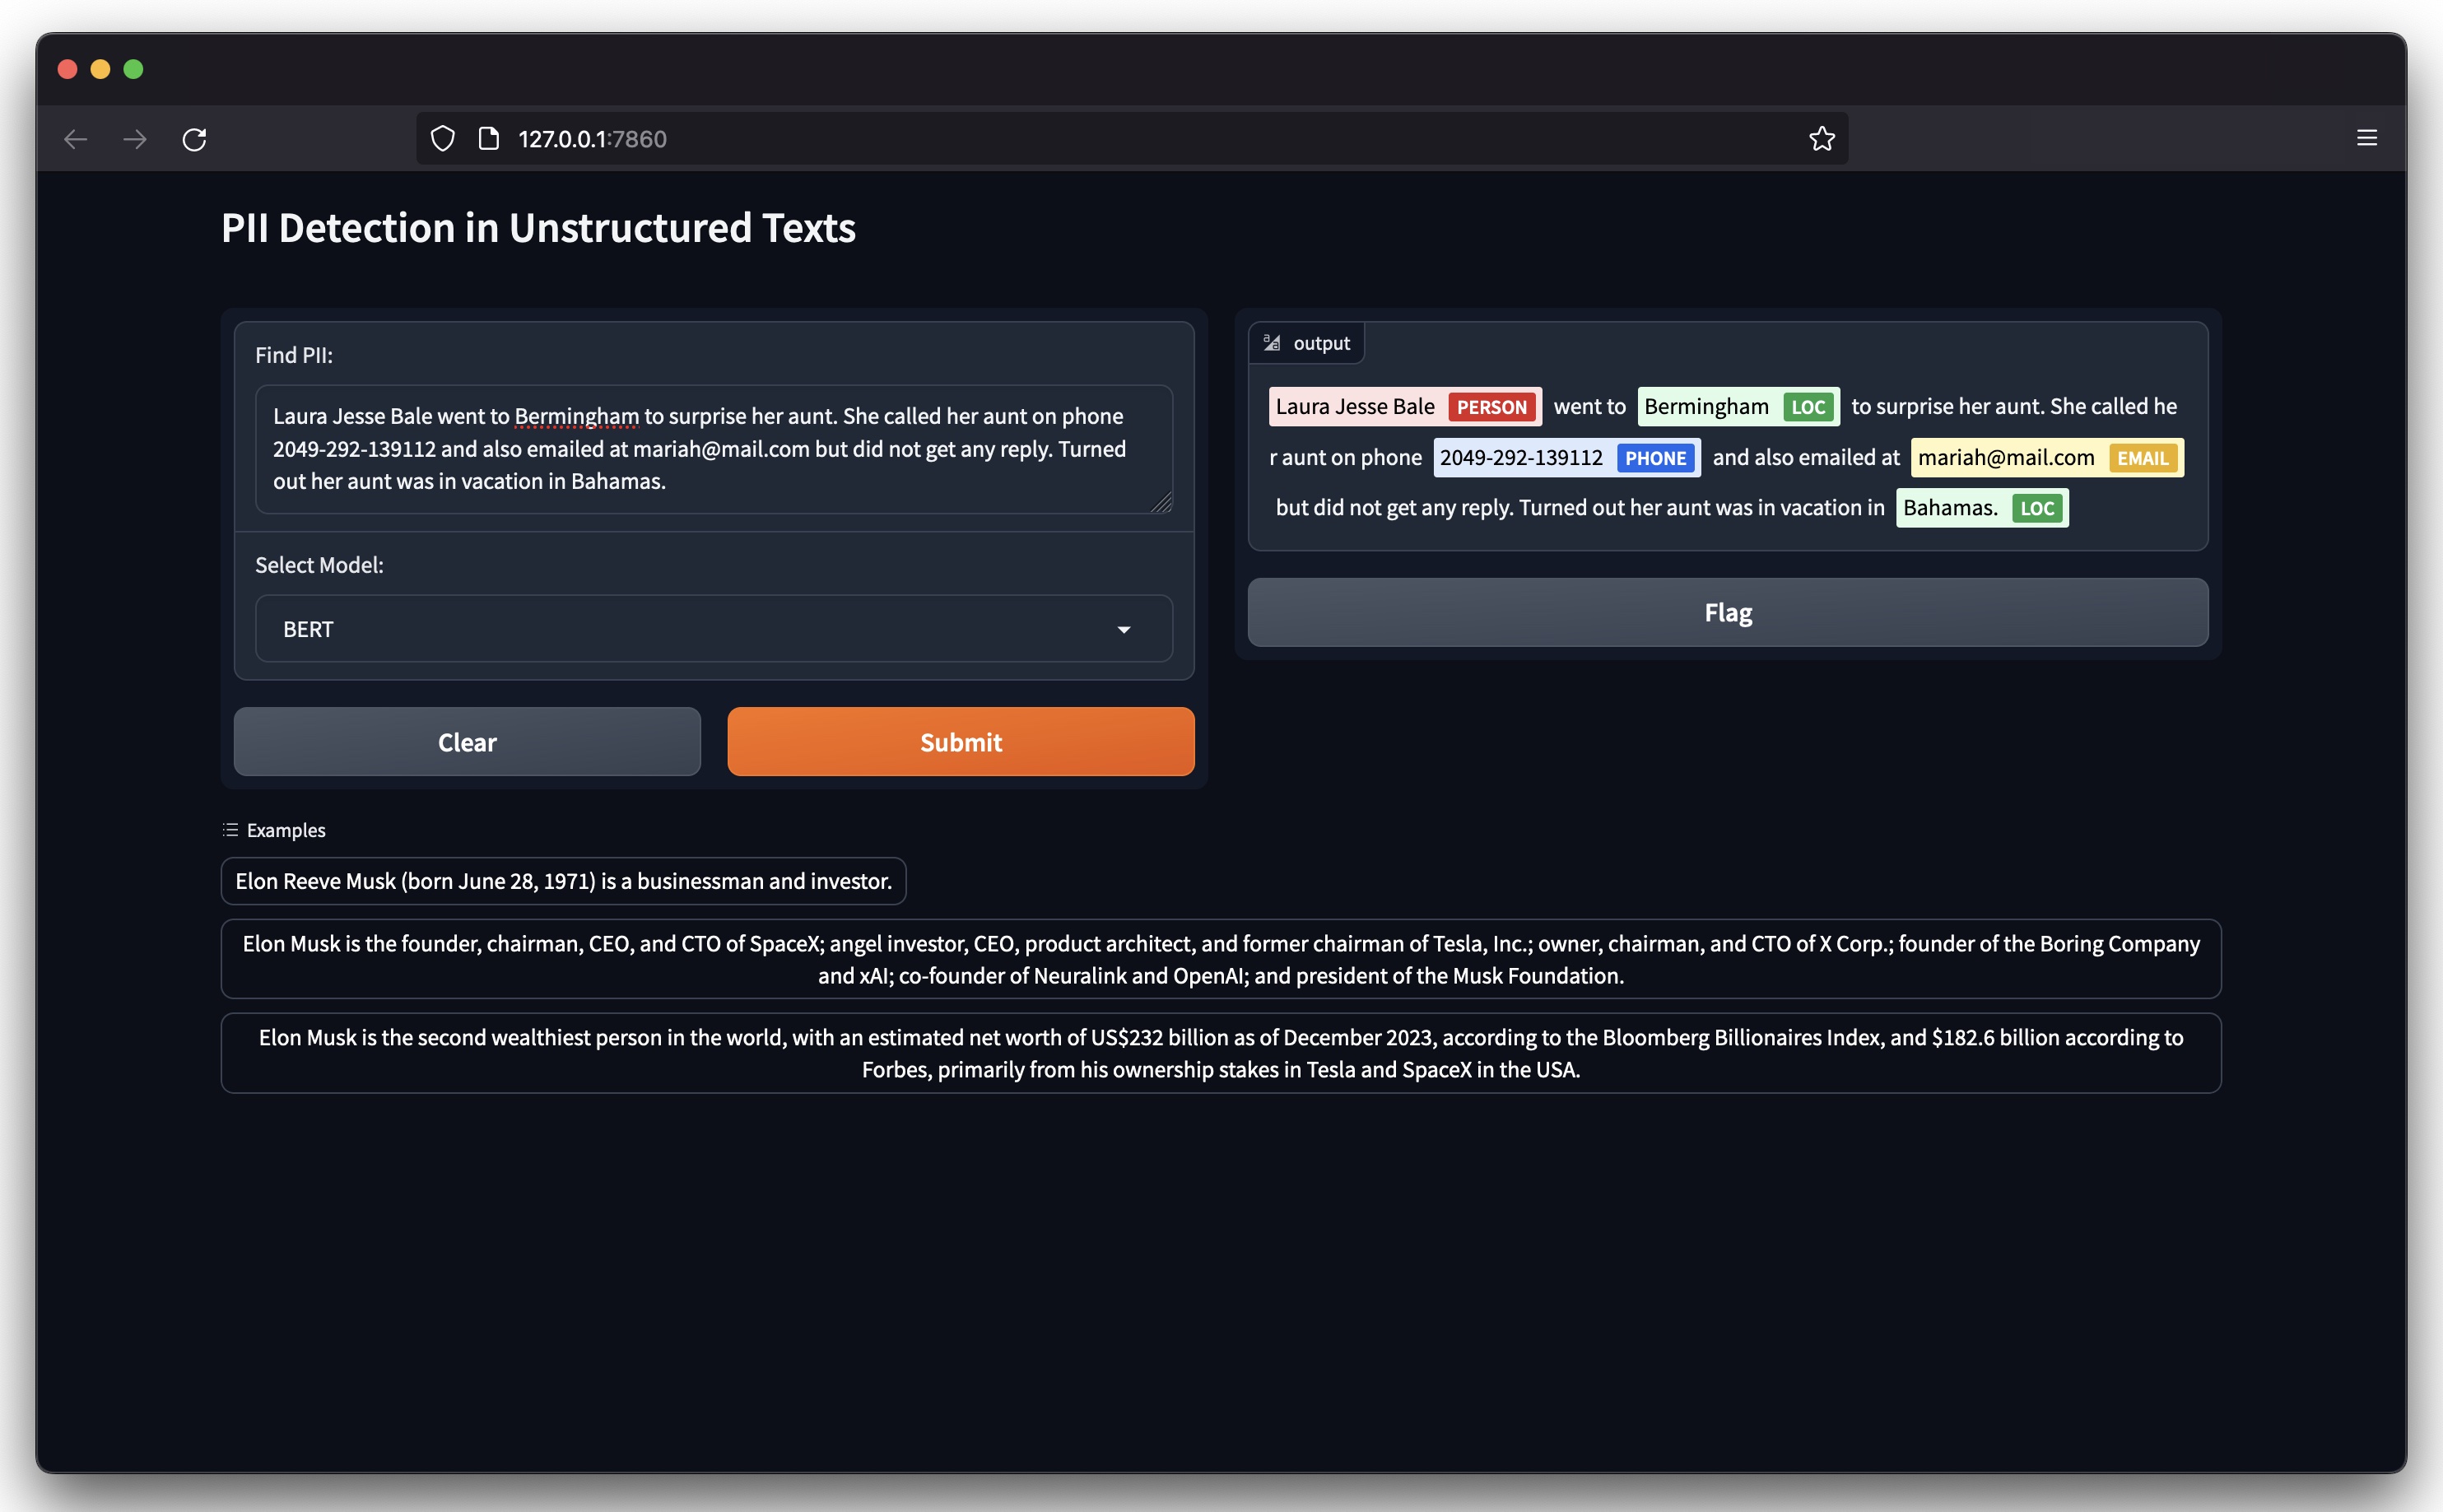 127.0.0.1:7860
PII Detection in Unstructured Texts
Find PII:
Laura Jesse Bale went to Bermingham to surprise her aunt. She called her aunt on phone
2049-292-139112 and also emailed at mariah@mail.com but did not get any reply. Turned
out her aunt was in vacation in Bahamas.
Select Model:
BERT
Clear
Submit
output
Laura Jesse Bale PERSON went to Bermingham LOC to surprise her aunt. She called he
r aunt on phone 2049-292-139112 PHONE and also emailed at mariah@mail.com EMAIL
but did not get any reply. Turned out her aunt was in vacation in Bahamas. LOC
Flag
Examples
Elon Reeve Musk (born June 28, 1971) is a businessman and investor.
Elon Musk is the founder, chairman, CEO, and CTO of SpaceX; angel investor, CEO, product architect, and former chairman of Tesla, Inc.; owner, chairman, and CTO of X Corp.; founder of the Boring Company
and xAI; co-founder of Neuralink and OpenAI; and president of the Musk Foundation.
Elon Musk is the second wealthiest person in the world, with an estimated net worth of US$232 billion as of December 2023, according to the Bloomberg Billionaires Index, and $182.6 billion according to
Forbes, primarily from his ownership stakes in Tesla and SpaceX in the USA.